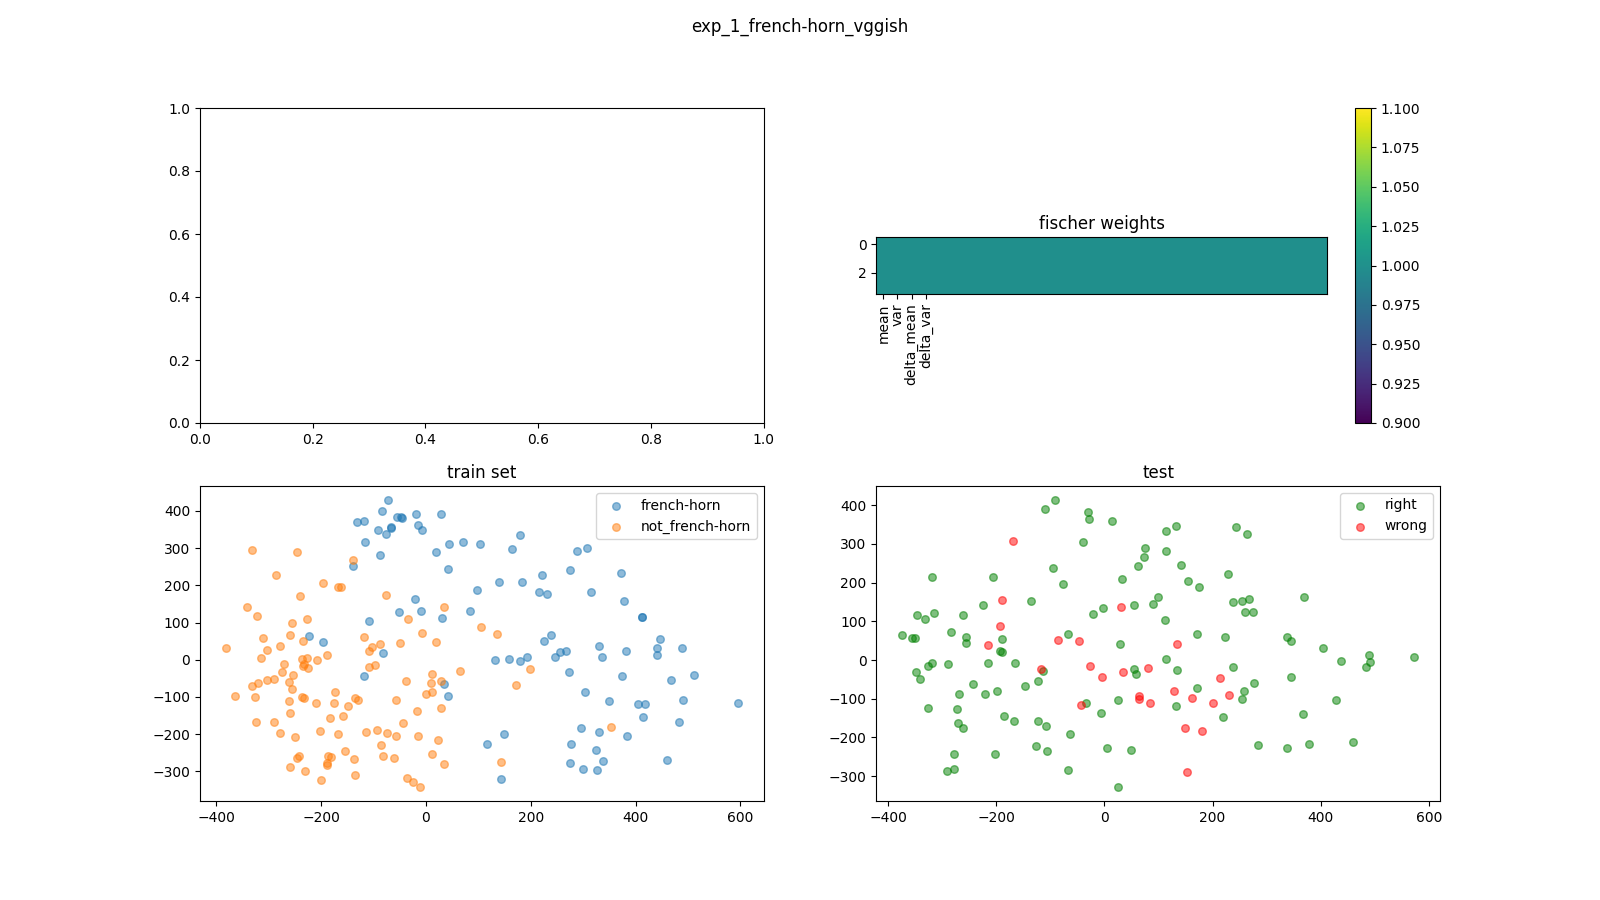 exp_1_french-horn_vggish
1.0
0.8
0.6
0.4
0.2
0.0
0.0 0.2 0.4 0.6 0.8 1.0
fischer weights
0
2
mean
var
delta_mean
delta_var
1.100
1.075
1.050
1.025
1.000
0.975
0.950
0.925
0.900
train set
french-horn
not_french-horn
400
300
200
100
0
−100
−200
−300
−400 −200 0 200 400 600
test
right
wrong
400
300
200
100
0
−100
−200
−300
−400 −200 0 200 400 600